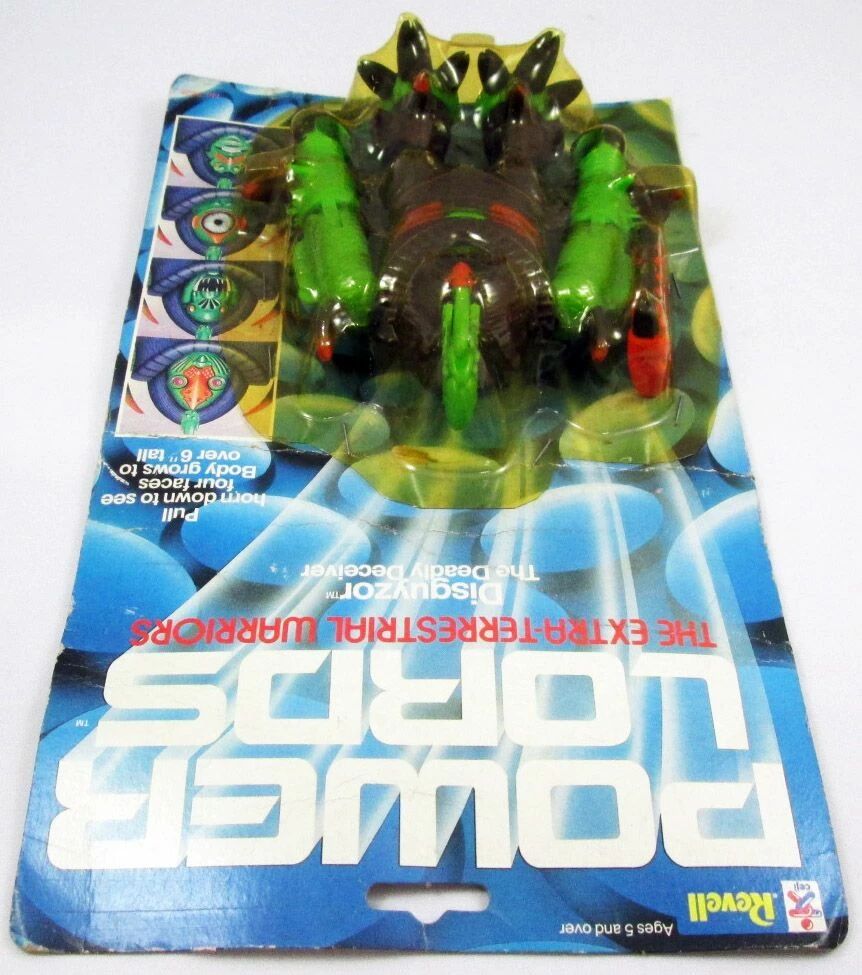 Ages 5 and over
ceji
Revell
POWER
LORDS™
THE EXTRA-TERRESTRIAL WARRIORS
Disguyzor™
The Deadly Deceiver
Pull
horn down to see
four faces
Body grows to
over 6" tall